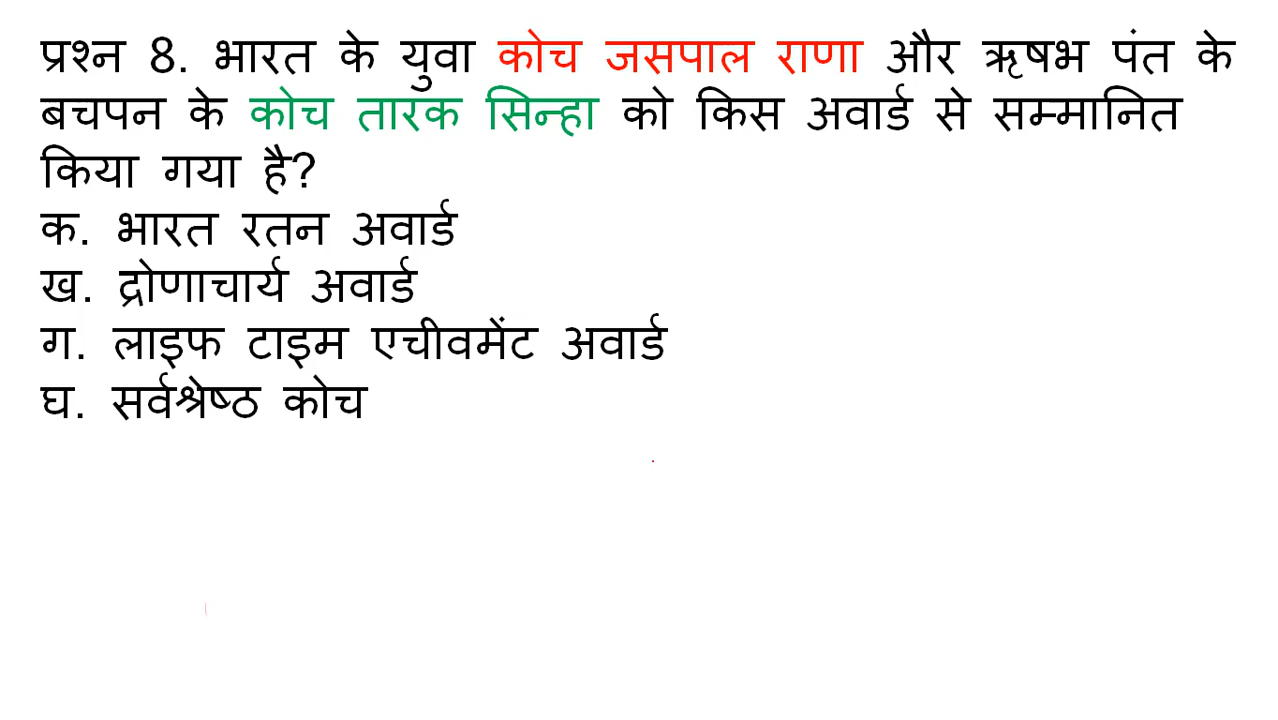 प्रश्न 8. भारत के युवा कोच जसपाल राणा और ऋषभ पंत के
बचपन के कोच तारक सिन्हा को किस अवार्ड से सम्मानित
किया गया है?
क. भारत रतन अवार्ड
ख. द्रोणाचार्य अवार्ड
ग. लाइफ टाइम एचीवमेंट अवार्ड
घ. सर्वश्रेष्ठ कोच